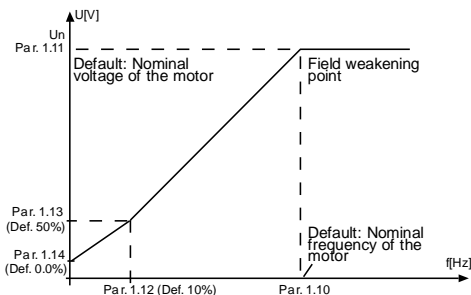 U[V]
Un
Par. 1.11
Default: Nominal
voltage of the motor
Field weakening
point
Par. 1.13
(Def. 50%)
Par. 1.14
(Def. 0.0%)
Default: Nominal
frequency of the
motor
f[Hz]
Par. 1.12 (Def. 10%)
Par. 1.10